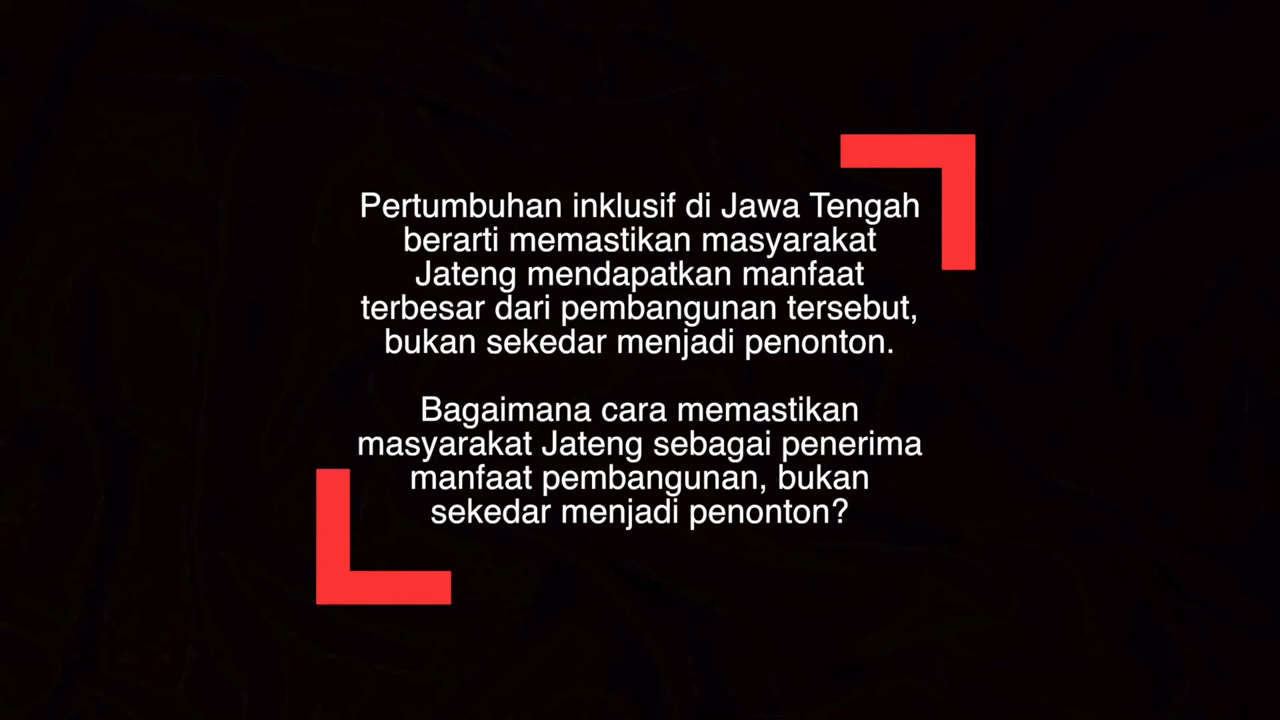 Pertumbuhan inklusif di Jawa Tengah
berarti memastikan masyarakat
Jateng mendapatkan manfaat
terbesar dari pembangunan tersebut,
bukan sekedar menjadi penonton.
Bagaimana cara memastikan
masyarakat Jateng sebagai penerima
manfaat pembangunan, bukan
sekedar menjadi penonton?